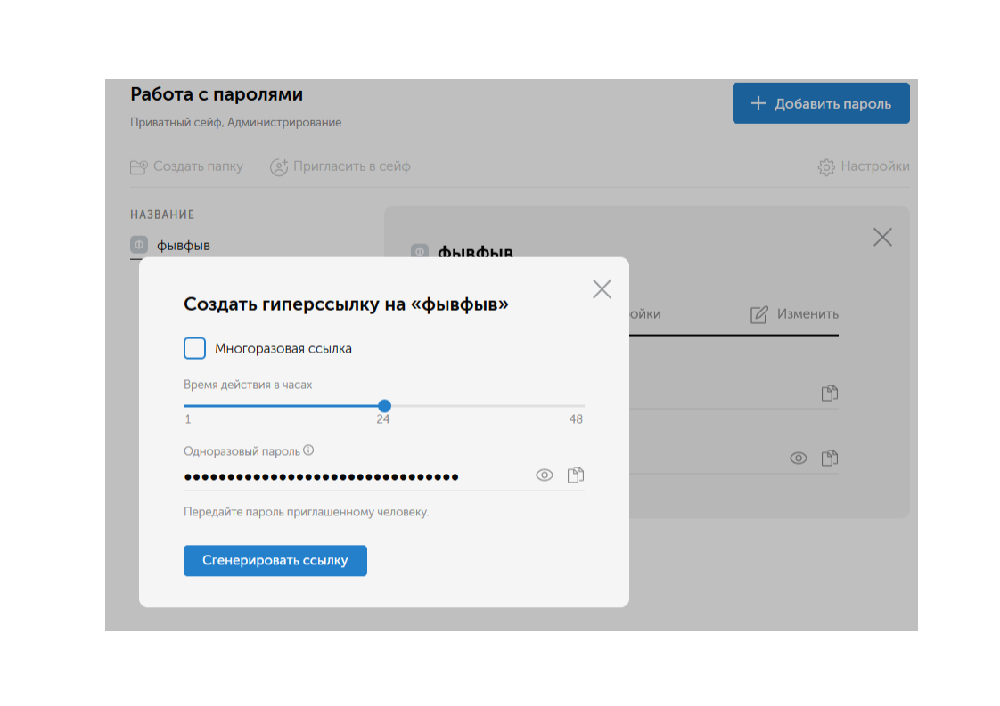 Работа с паролями
Добавить пароль
Приватный сейф, Администрирование
Создать папку Пригласить в сейф Настройки
НАЗВАНИЕ
Ф фывфыв
Ф фывфыв
Создать гиперссылку на «фывфыв»
ройки Изменить
Многоразовая ссылка
Время действия в часах
1 24 48
Одноразовый пароль
Передайте пароль приглашенному человеку.
Сгенерировать ссылку